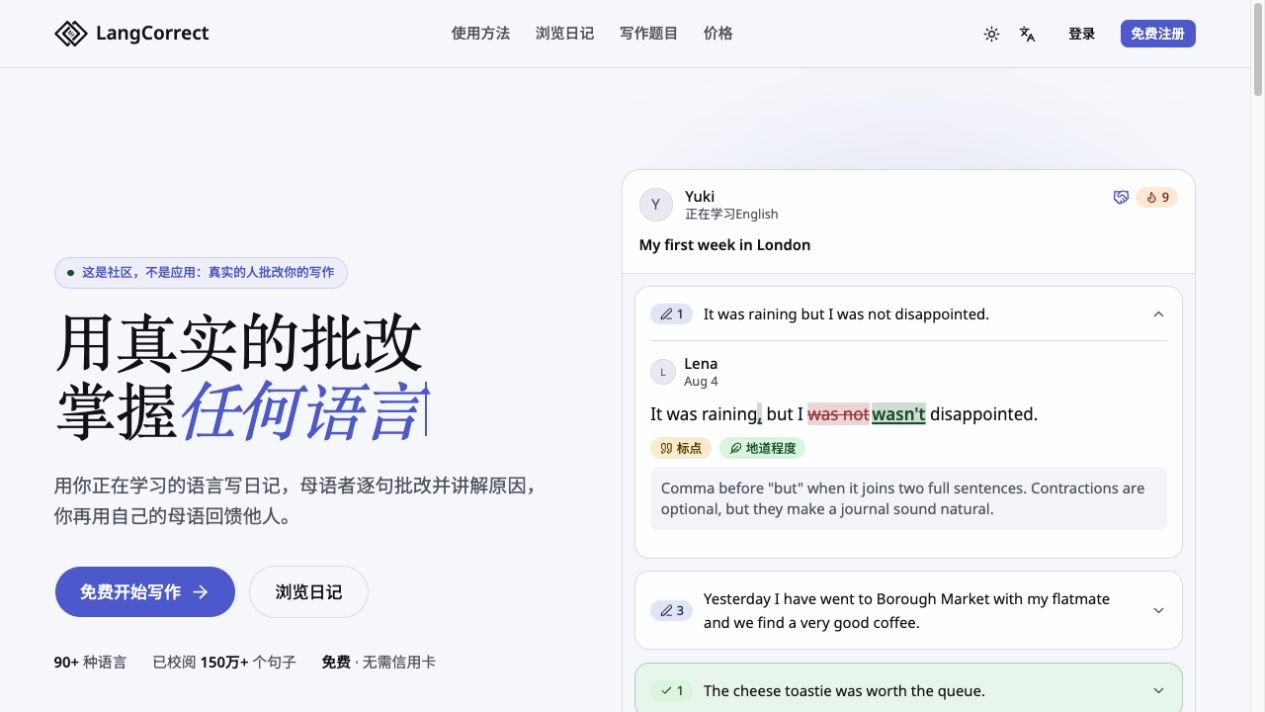 LangCorrect
使用方法 浏览日记 写作题目 价格
登录 免费注册
这是社区，不是应用：真实的人批改你的写作
用真实的批改
掌握任何语言
用你正在学习的语言写日记，母语者逐句批改并讲解原因，
你再用自己的母语回馈他人。
免费开始写作 →
浏览日记
90+ 种语言 已校阅 150万+ 个句子 免费 · 无需信用卡
Y
Yuki
正在学习English
9
My first week in London
1 It was raining but I was not disappointed.
L
Lena
Aug 4
It was raining, but I was not wasn't disappointed.
标点 地道程度
Comma before "but" when it joins two full sentences. Contractions are
optional, but they make a journal sound natural.
3 Yesterday I have went to Borough Market with my flatmate
and we find a very good coffee.
1 The cheese toastie was worth the queue.